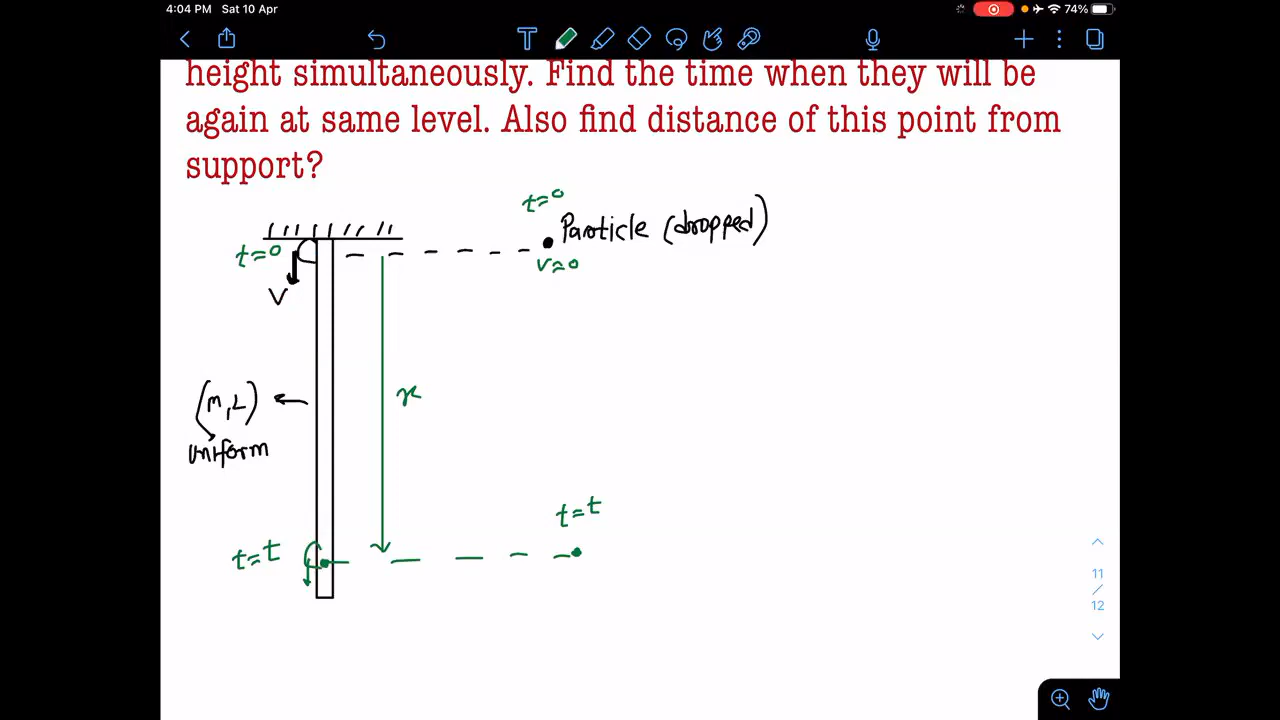 4:04 PM Sat 10 Apr
74%
height simultaneously. Find the time when they will be
again at same level. Also find distance of this point from
support?
t=0
Particle (dropped)
t=0
v=0
V
x
(m,L)
uniform
t=t
t=t
11
/
12